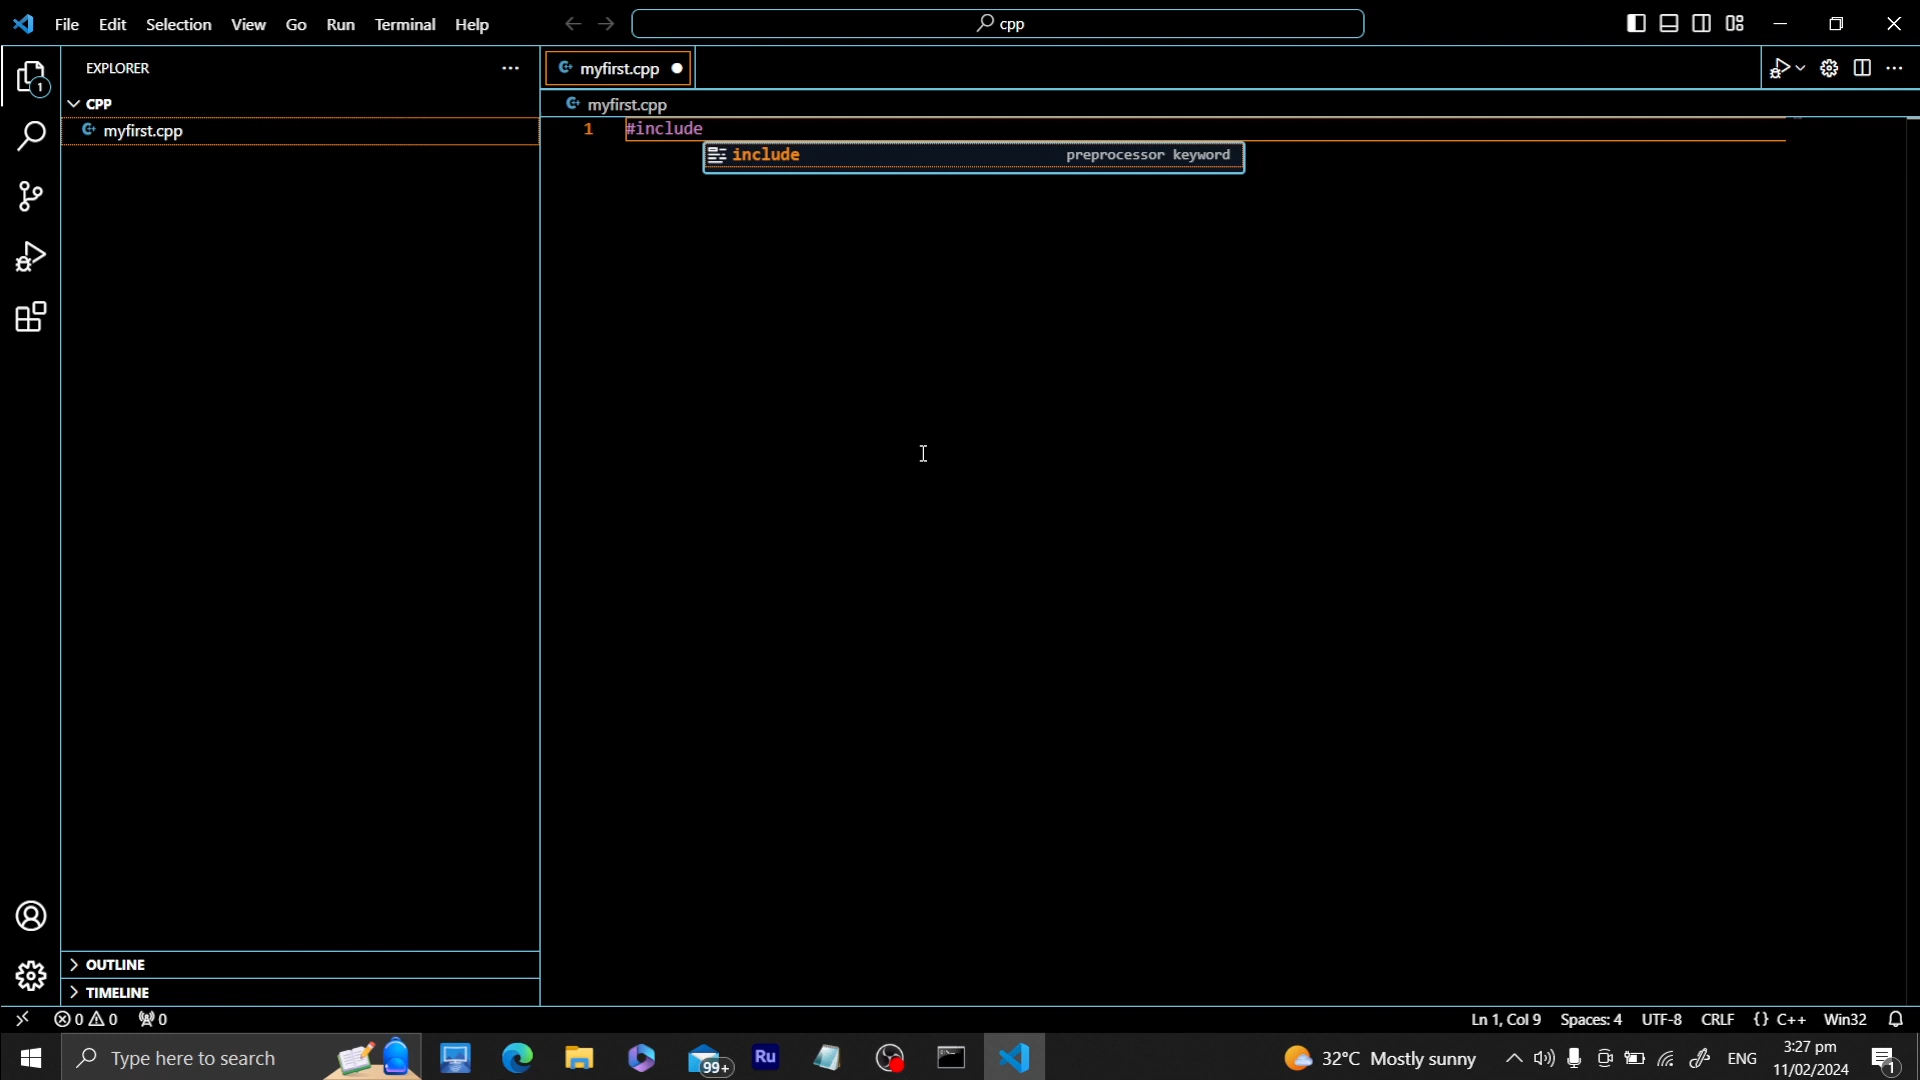 File Edit Selection View Go Run Terminal Help
cpp
EXPLORER
myfirst.cpp
1
CPP
myfirst.cpp
myfirst.cpp
1 #include
include preprocessor keyword
OUTLINE
TIMELINE
0 0 0
Ln 1, Col 9 Spaces: 4 UTF-8 CRLF {} C++ Win32
Type here to search
99+
Ru
32°C Mostly sunny
ENG
3:27 pm
11/02/2024
1